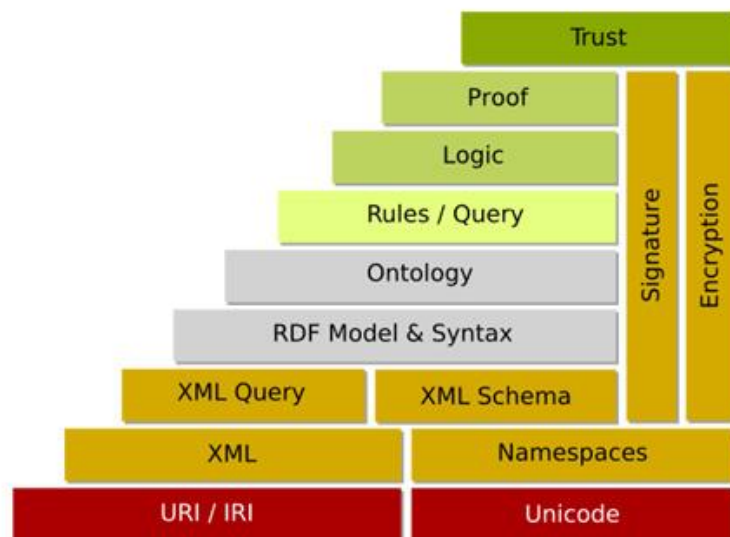 Trust
Proof
Logic
Rules / Query
Ontology
RDF Model & Syntax
XML Query
XML Schema
Signature
Encryption
XML
Namespaces
URI / IRI
Unicode